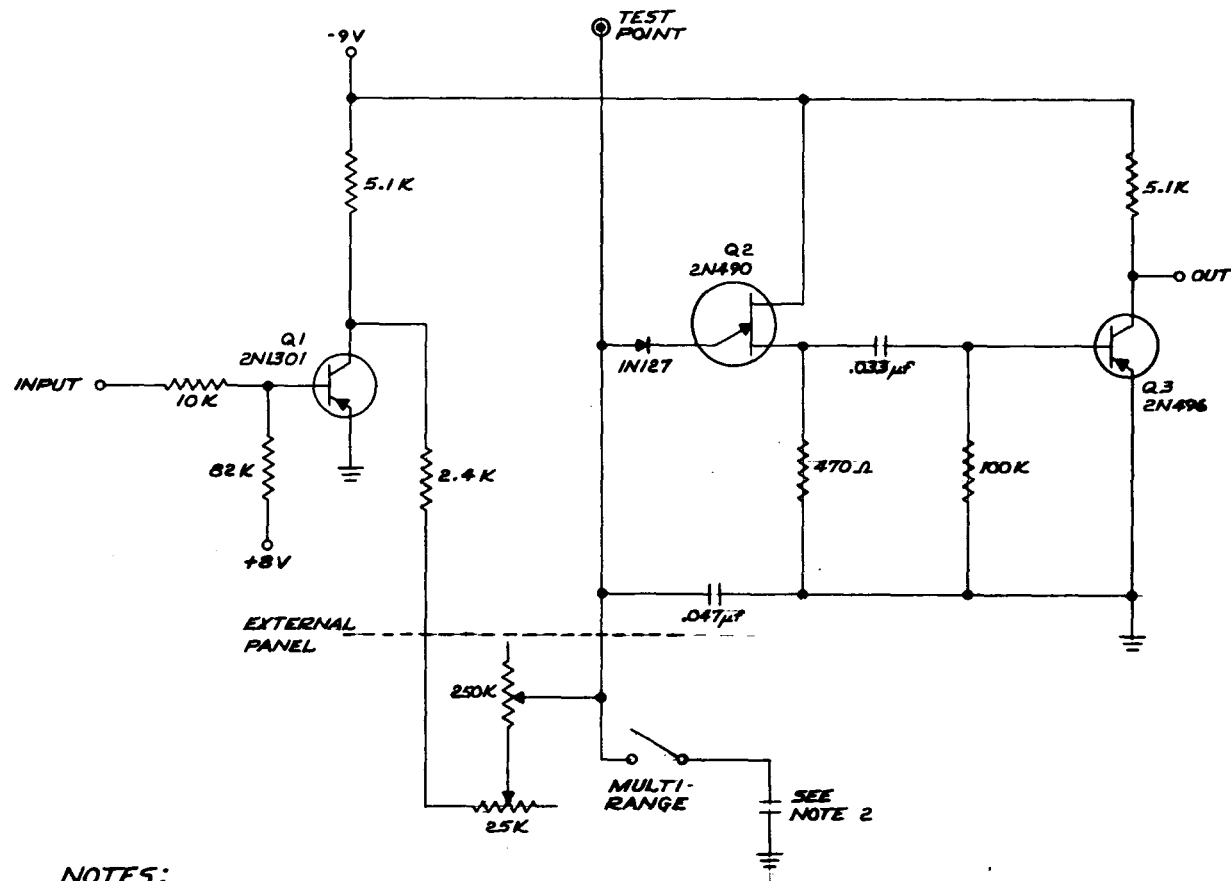 -9V
TEST
POINT
5.1K
5.1K
Q2
2N490
OUT
Q1
2N1301
INPUT
1N127
.033μf
10K
Q3
2N496
82K
2.4K
470Ω
100K
+8V
.047μf
EXTERNAL
PANEL
250K
MULTI-
RANGE
SEE
NOTE 2
25K
NOTES: